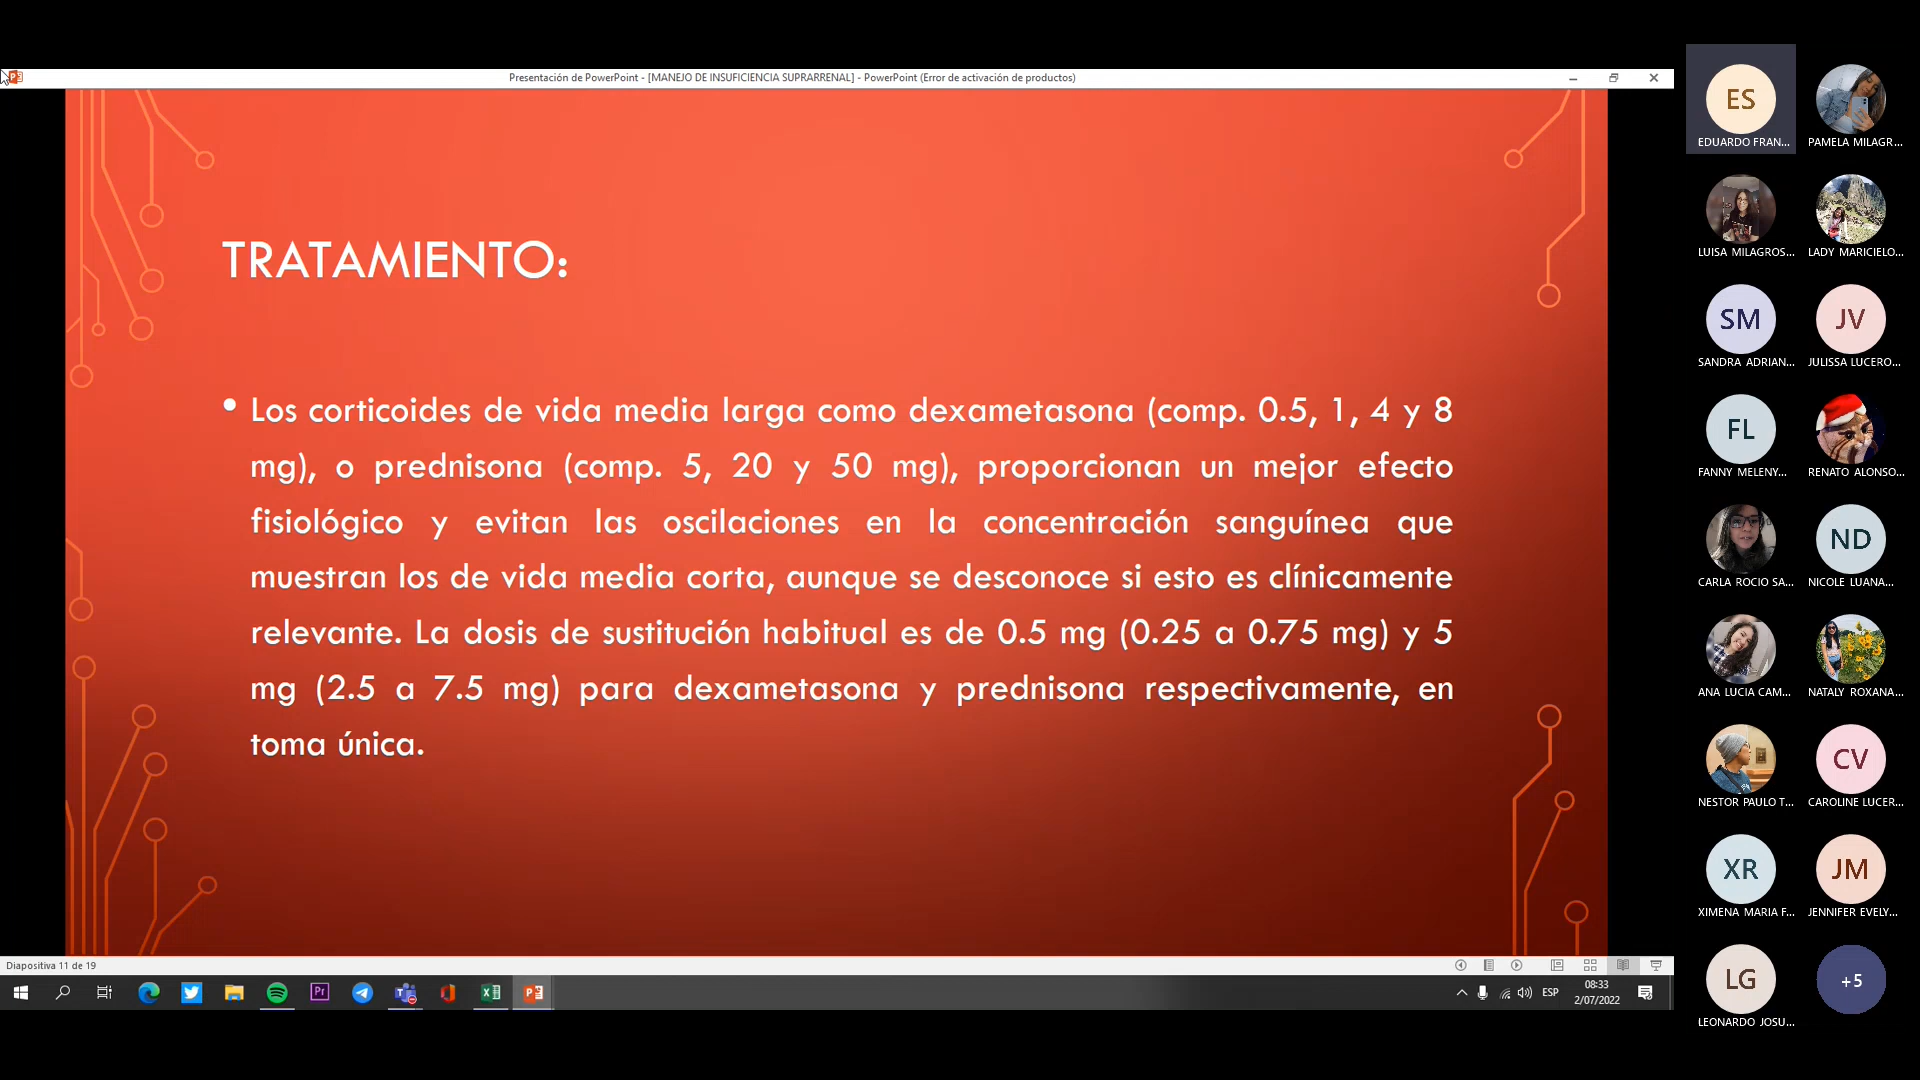 Presentación de PowerPoint - [MANEJO DE INSUFICIENCIA SUPRARRENAL] - PowerPoint (Error de activación de productos)
TRATAMIENTO:
• Los corticoides de vida media larga como dexametasona (comp. 0.5, 1, 4 y 8
mg), o prednisona (comp. 5, 20 y 50 mg), proporcionan un mejor efecto
fisiológico y evitan las oscilaciones en la concentración sanguínea que
muestran los de vida media corta, aunque se desconoce si esto es clínicamente
relevante. La dosis de sustitución habitual es de 0.5 mg (0.25 a 0.75 mg) y 5
mg (2.5 a 7.5 mg) para dexametasona y prednisona respectivamente, en
toma única.
Diapositiva 11 de 19
Pr
ESP
08:33
2/07/2022
ES
EDUARDO FRAN...
PAMELA MILAGR...
LUISA MILAGROS...
LADY MARICIELO...
SM
SANDRA ADRIAN...
JV
JULISSA LUCERO...
FL
FANNY MELENY...
RENATO ALONSO...
CARLA ROCIO SA...
ND
NICOLE LUANA...
ANA LUCIA CAM...
NATALY ROXANA...
NESTOR PAULO T...
CV
CAROLINE LUCER...
XR
XIMENA MARIA F...
JM
JENNIFER EVELY...
LG
LEONARDO JOSU...
+5